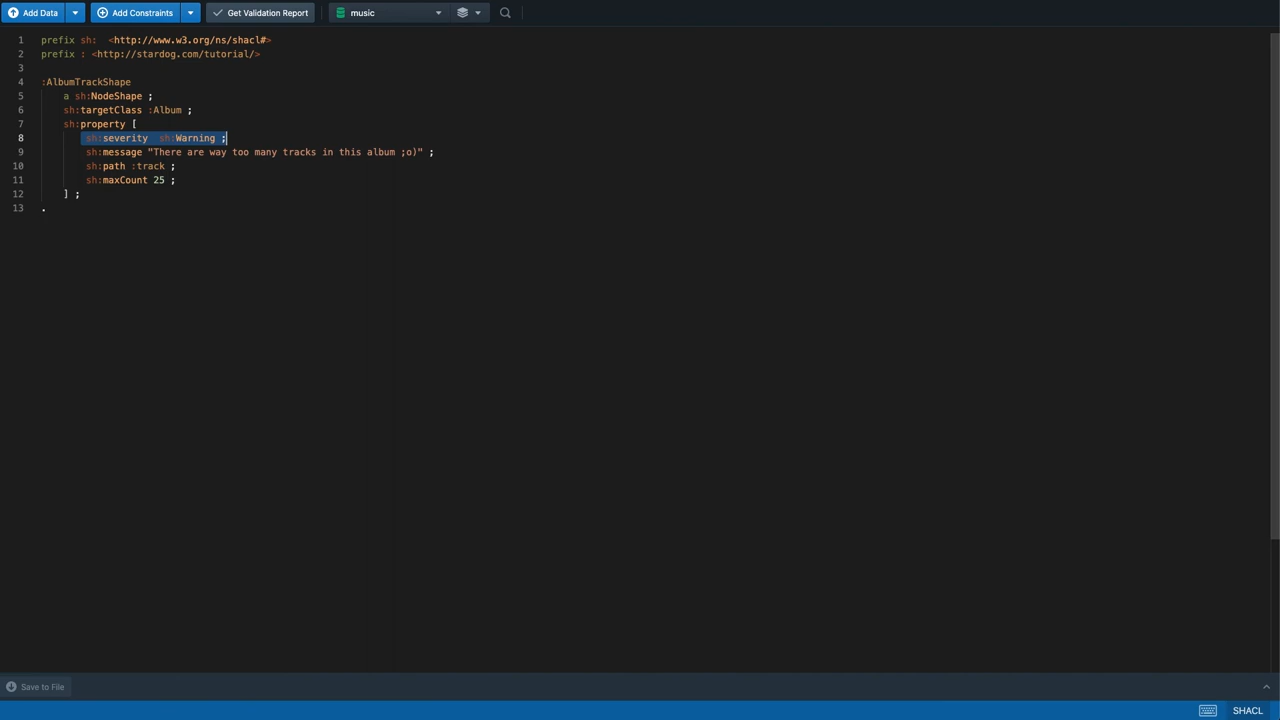 Add Data Add Constraints Get Validation Report music
1 prefix sh:  <http://www.w3.org/ns/shacl#>
2 prefix : <http://stardog.com/tutorial/>
3
4 :AlbumTrackShape
5 a sh:NodeShape ;
6 sh:targetClass :Album ;
7 sh:property [
8 sh:severity  sh:Warning ;
9 sh:message "There are way too many tracks in this album ;o)" ;
10 sh:path :track ;
11 sh:maxCount 25 ;
12 ] ;
13 .
Save to File
SHACL